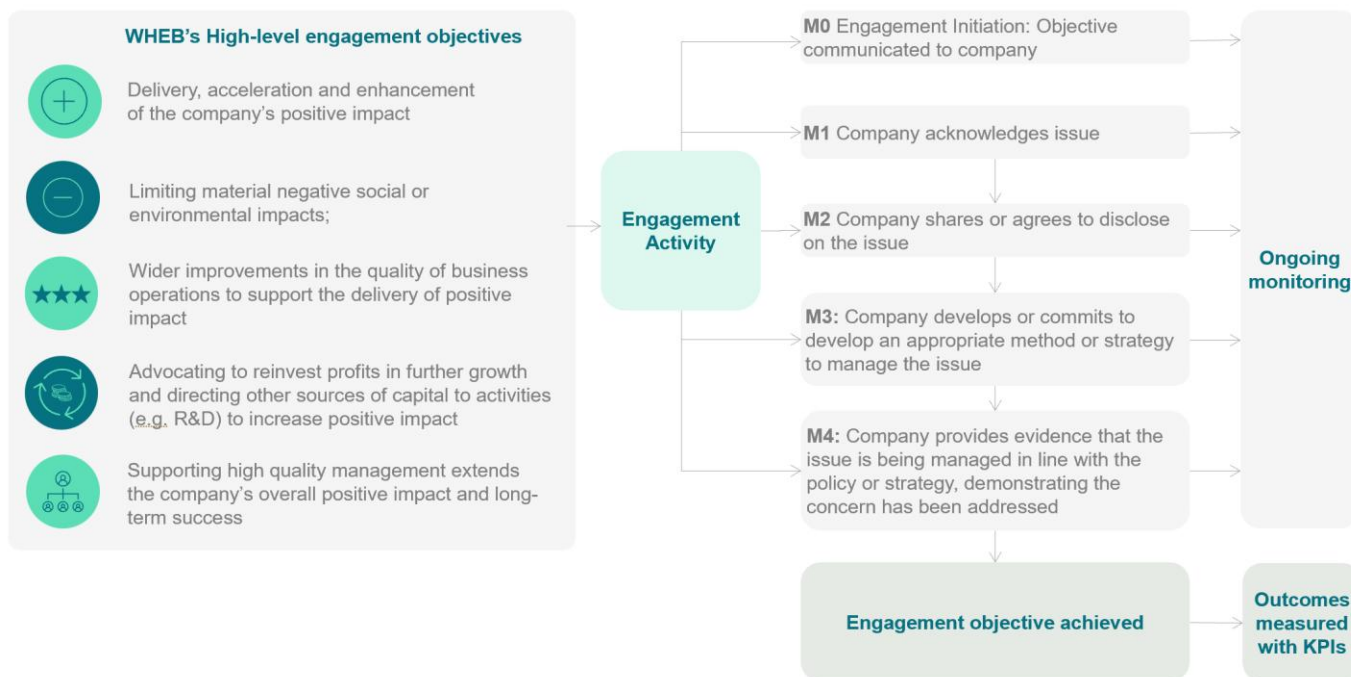 WHEB's High-level engagement objectives
Delivery, acceleration and enhancement
of the company's positive impact
Limiting material negative social or
environmental impacts;
Wider improvements in the quality of business
operations to support the delivery of positive
impact
Advocating to reinvest profits in further growth
and directing other sources of capital to activities
(e.g. R&D) to increase positive impact
Supporting high quality management extends
the company's overall positive impact and long-
term success
Engagement
Activity
M0 Engagement Initiation: Objective
communicated to company
M1 Company acknowledges issue
M2 Company shares or agrees to disclose
on the issue
M3: Company develops or commits to
develop an appropriate method or strategy
to manage the issue
M4: Company provides evidence that the
issue is being managed in line with the
policy or strategy, demonstrating the
concern has been addressed
Engagement objective achieved
Ongoing
monitoring
Outcomes
measured
with KPIs